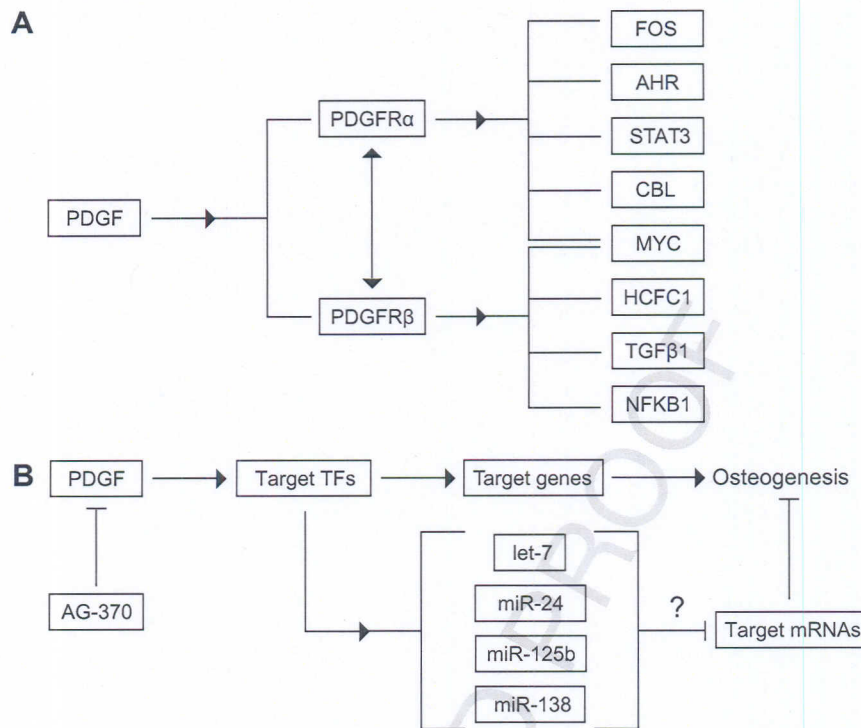 A
FOS
AHR
PDGFRα
STAT3
CBL
PDGF
MYC
HCFC1
PDGFRβ
TGFβ1
NFKB1
B
PDGF Target TFs Target genes Osteogenesis
let-7
AG-370
miR-24
?
Target mRNAs
miR-125b
miR-138
D PROOF